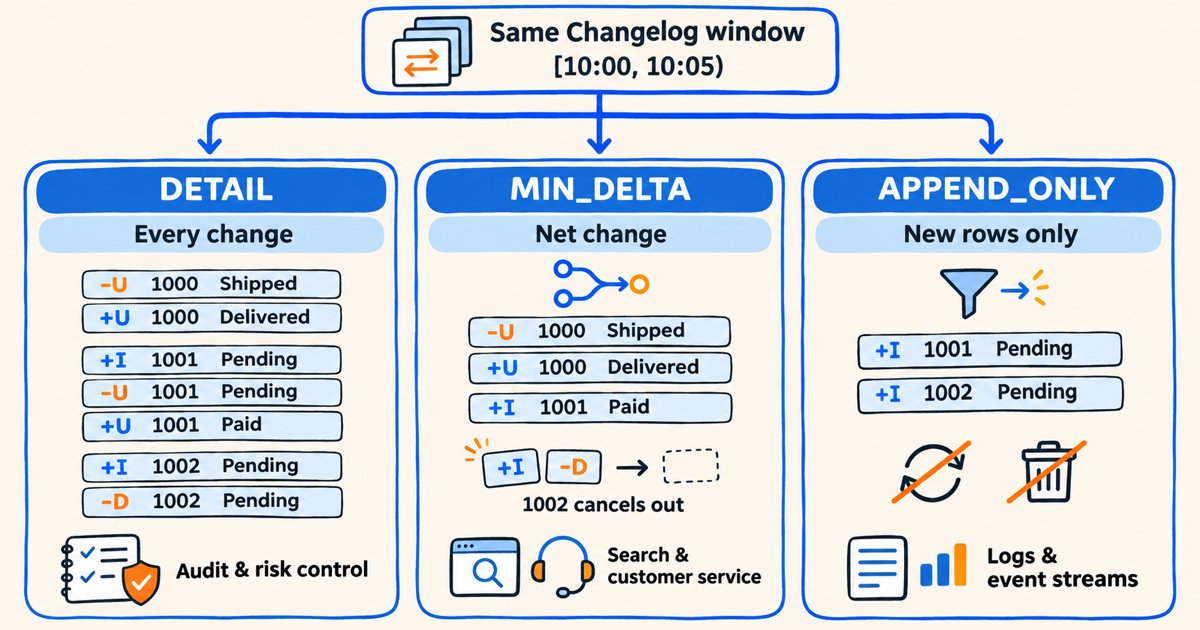 Same Changelog window
[10:00, 10:05)
DETAIL
Every change
-U 1000 Shipped
+U 1000 Delivered
+I 1001 Pending
-U 1001 Pending
+U 1001 Paid
+I 1002 Pending
-D 1002 Pending
Audit & risk control
MIN_DELTA
Net change
-U 1000 Shipped
+U 1000 Delivered
+I 1001 Paid
+I -D
1002 cancels out
Search &
customer service
APPEND_ONLY
New rows only
+I 1001 Pending
+I 1002 Pending
Logs &
event streams